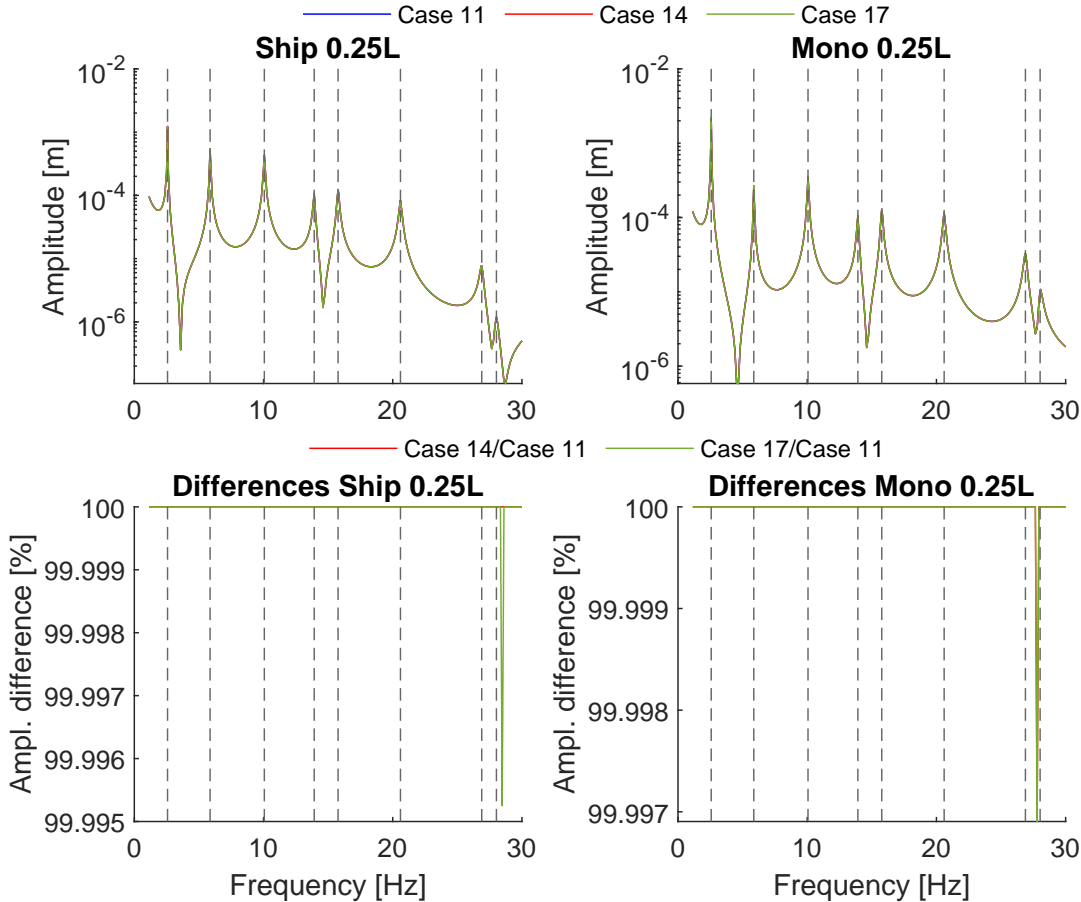 Case 11 Case 14 Case 17
Ship 0.25L Mono 0.25L
10^-2
10^-4
10^-6
Amplitude [m]
0 10 20 30
10^-2
10^-4
10^-6
Amplitude [m]
0 10 20 30
Case 14/Case 11 Case 17/Case 11
Differences Ship 0.25L Differences Mono 0.25L
100
99.999
99.998
99.997
99.996
99.995
Ampl. difference [%]
0 10 20 30
Frequency [Hz]
100
99.999
99.998
99.997
Ampl. difference [%]
0 10 20 30
Frequency [Hz]